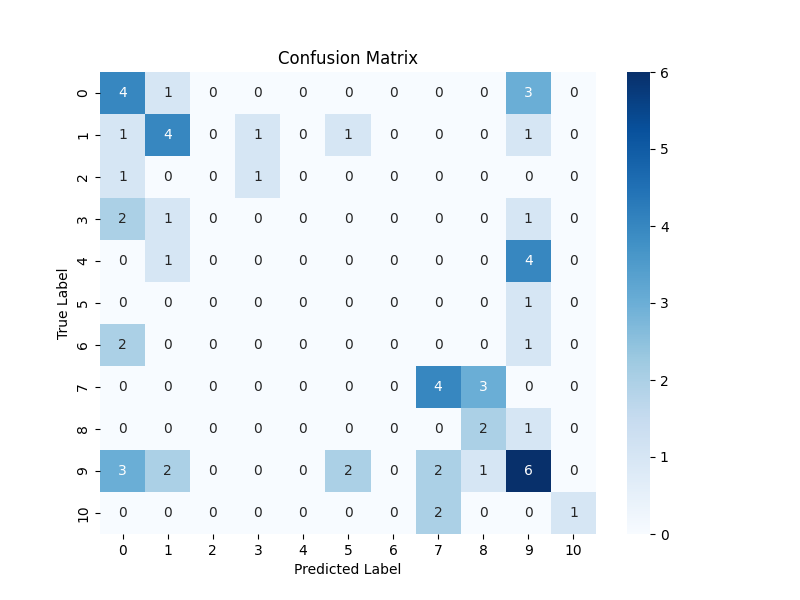 Confusion Matrix
0 4 1 0 0 0 0 0 0 0 3 0
1 1 4 0 1 0 1 0 0 0 1 0
2 1 0 0 1 0 0 0 0 0 0 0
3 2 1 0 0 0 0 0 0 0 1 0
4 0 1 0 0 0 0 0 0 0 4 0
5 0 0 0 0 0 0 0 0 0 1 0
6 2 0 0 0 0 0 0 0 0 1 0
7 0 0 0 0 0 0 0 4 3 0 0
8 0 0 0 0 0 0 0 0 2 1 0
9 3 2 0 0 0 2 0 2 1 6 0
10 0 0 0 0 0 0 0 2 0 0 1
0 1 2 3 4 5 6 7 8 9 10
Predicted Label
True Label
6
5
4
3
2
1
0